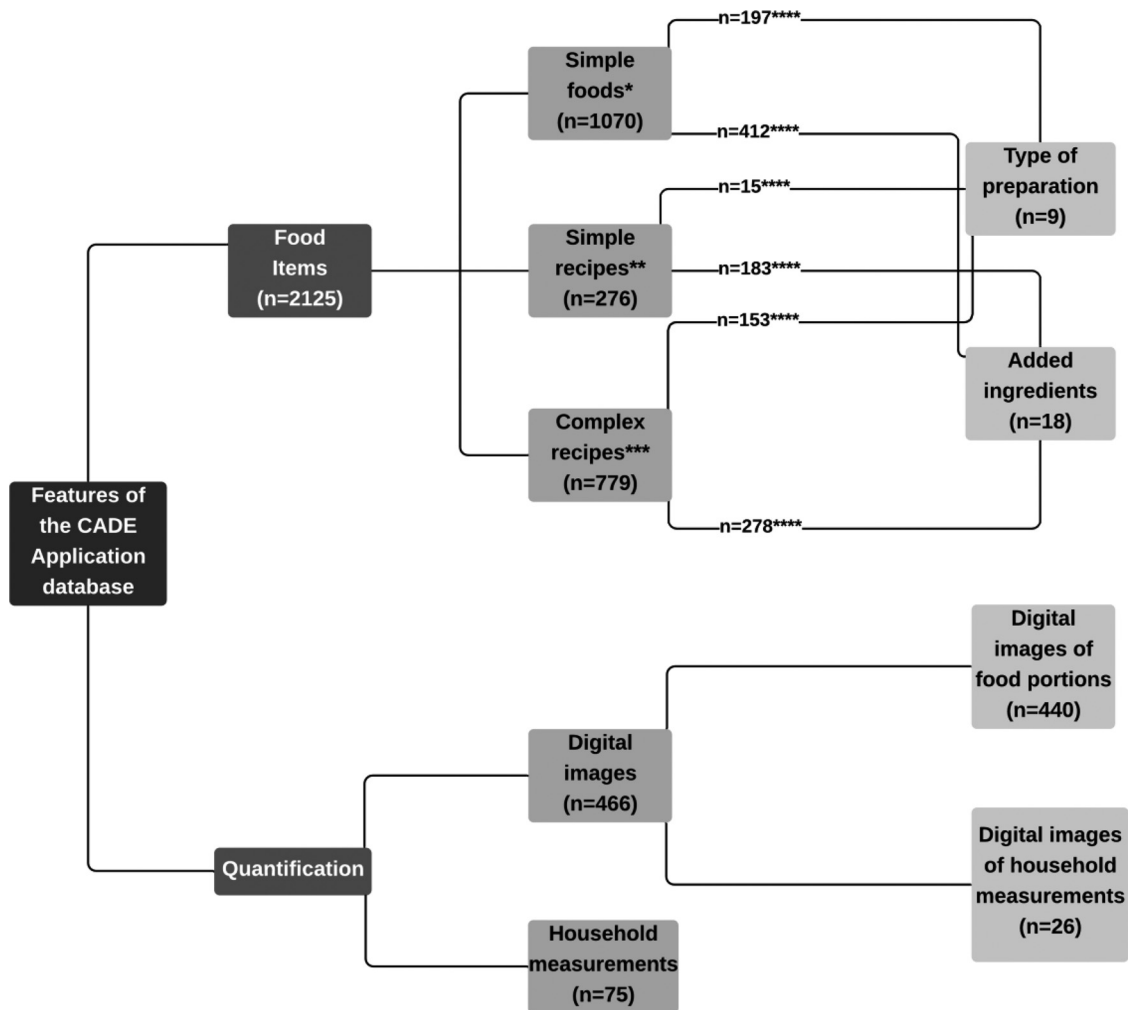 Features of
the CADE
Application
database
Food
Items
(n=2125)
Simple
foods*
(n=1070)
Simple
recipes**
(n=276)
Complex
recipes***
(n=779)
n=197****
n=412****
n=15****
n=183****
n=153****
n=278****
Type of
preparation
(n=9)
Added
ingredients
(n=18)
Quantification
Digital
images
(n=466)
Household
measurements
(n=75)
Digital
images of
food portions
(n=440)
Digital images
of household
measurements
(n=26)